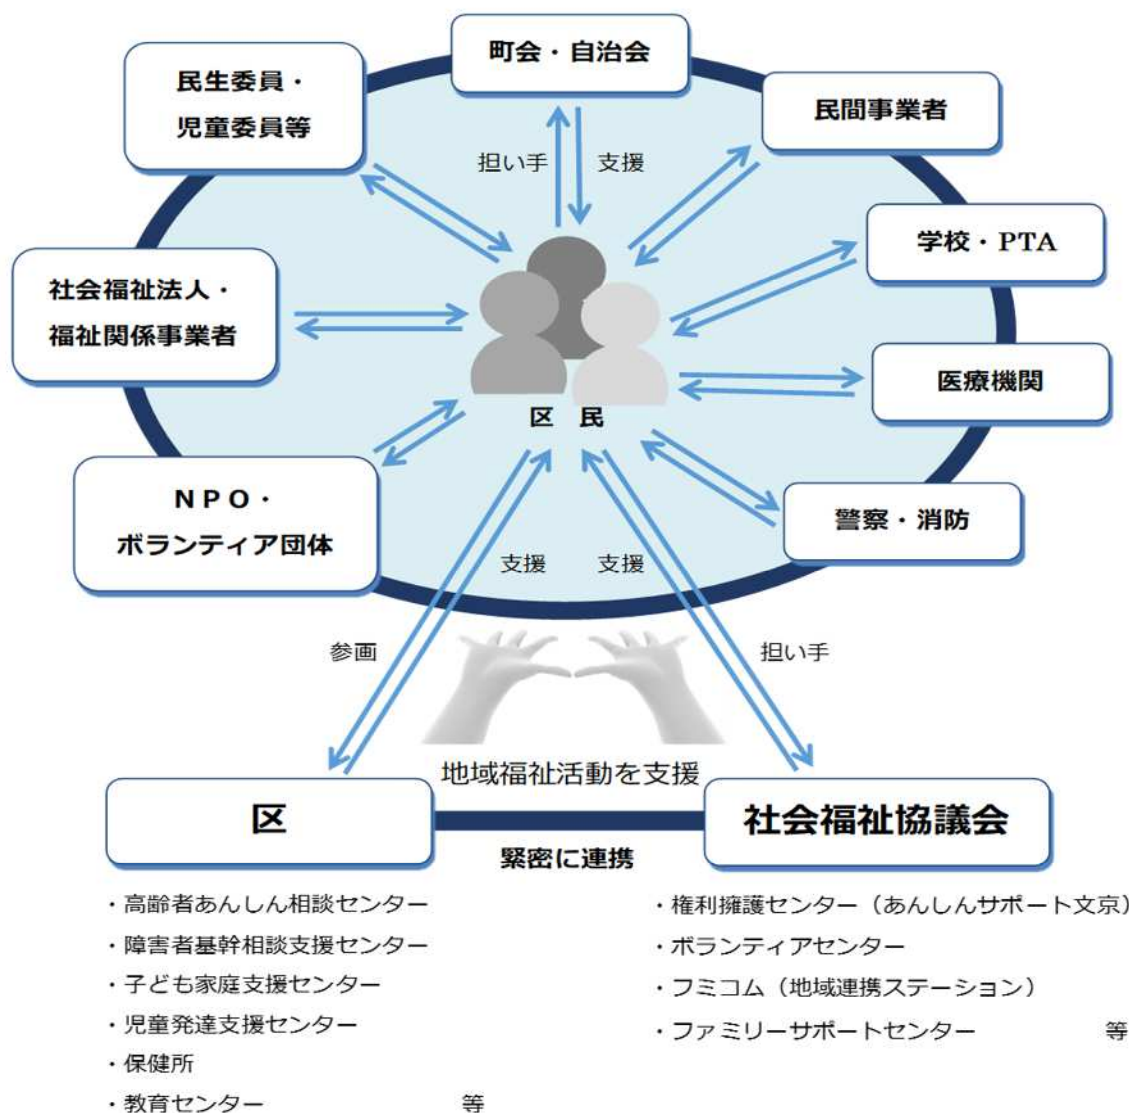 町会・自治会
民生委員・
児童委員等
民間事業者
担い手
支援
学校・PTA
社会福祉法人・
福祉関係事業者
医療機関
区 民
NPO・
ボランティア団体
警察・消防
支援
支援
参画
担い手
地域福祉活動を支援
区
社会福祉協議会
緊密に連携
・高齢者あんしん相談センター
・障害者基幹相談支援センター
・子ども家庭支援センター
・児童発達支援センター
・保健所
・教育センター 等
・権利擁護センター（あんしんサポート文京）
・ボランティアセンター
・フミコム（地域連携ステーション）
・ファミリーサポートセンター 等